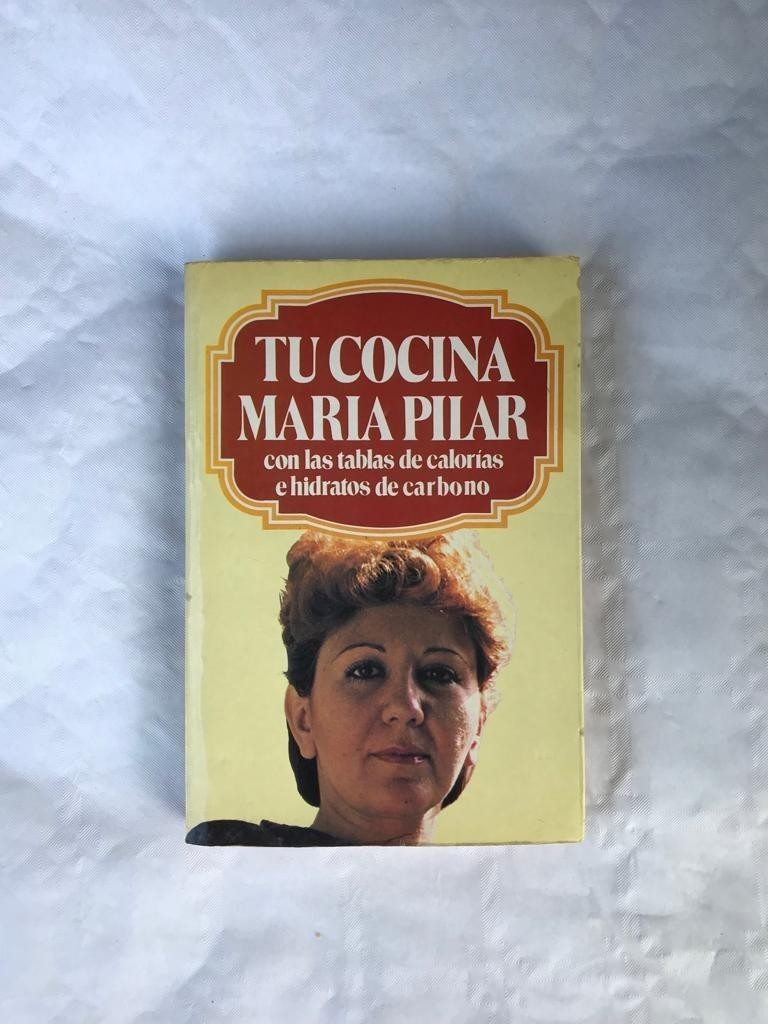 TU COCINA
MARIA PILAR
con las tablas de calorías
e hidratos de carbono